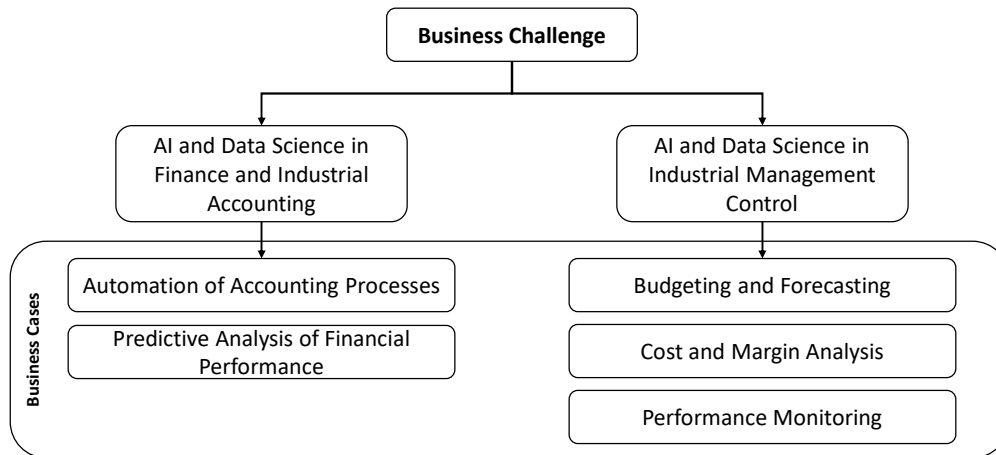 Business Challenge
AI and Data Science in
Finance and Industrial
Accounting
AI and Data Science in
Industrial Management
Control
Business Cases
Automation of Accounting Processes
Predictive Analysis of Financial
Performance
Budgeting and Forecasting
Cost and Margin Analysis
Performance Monitoring